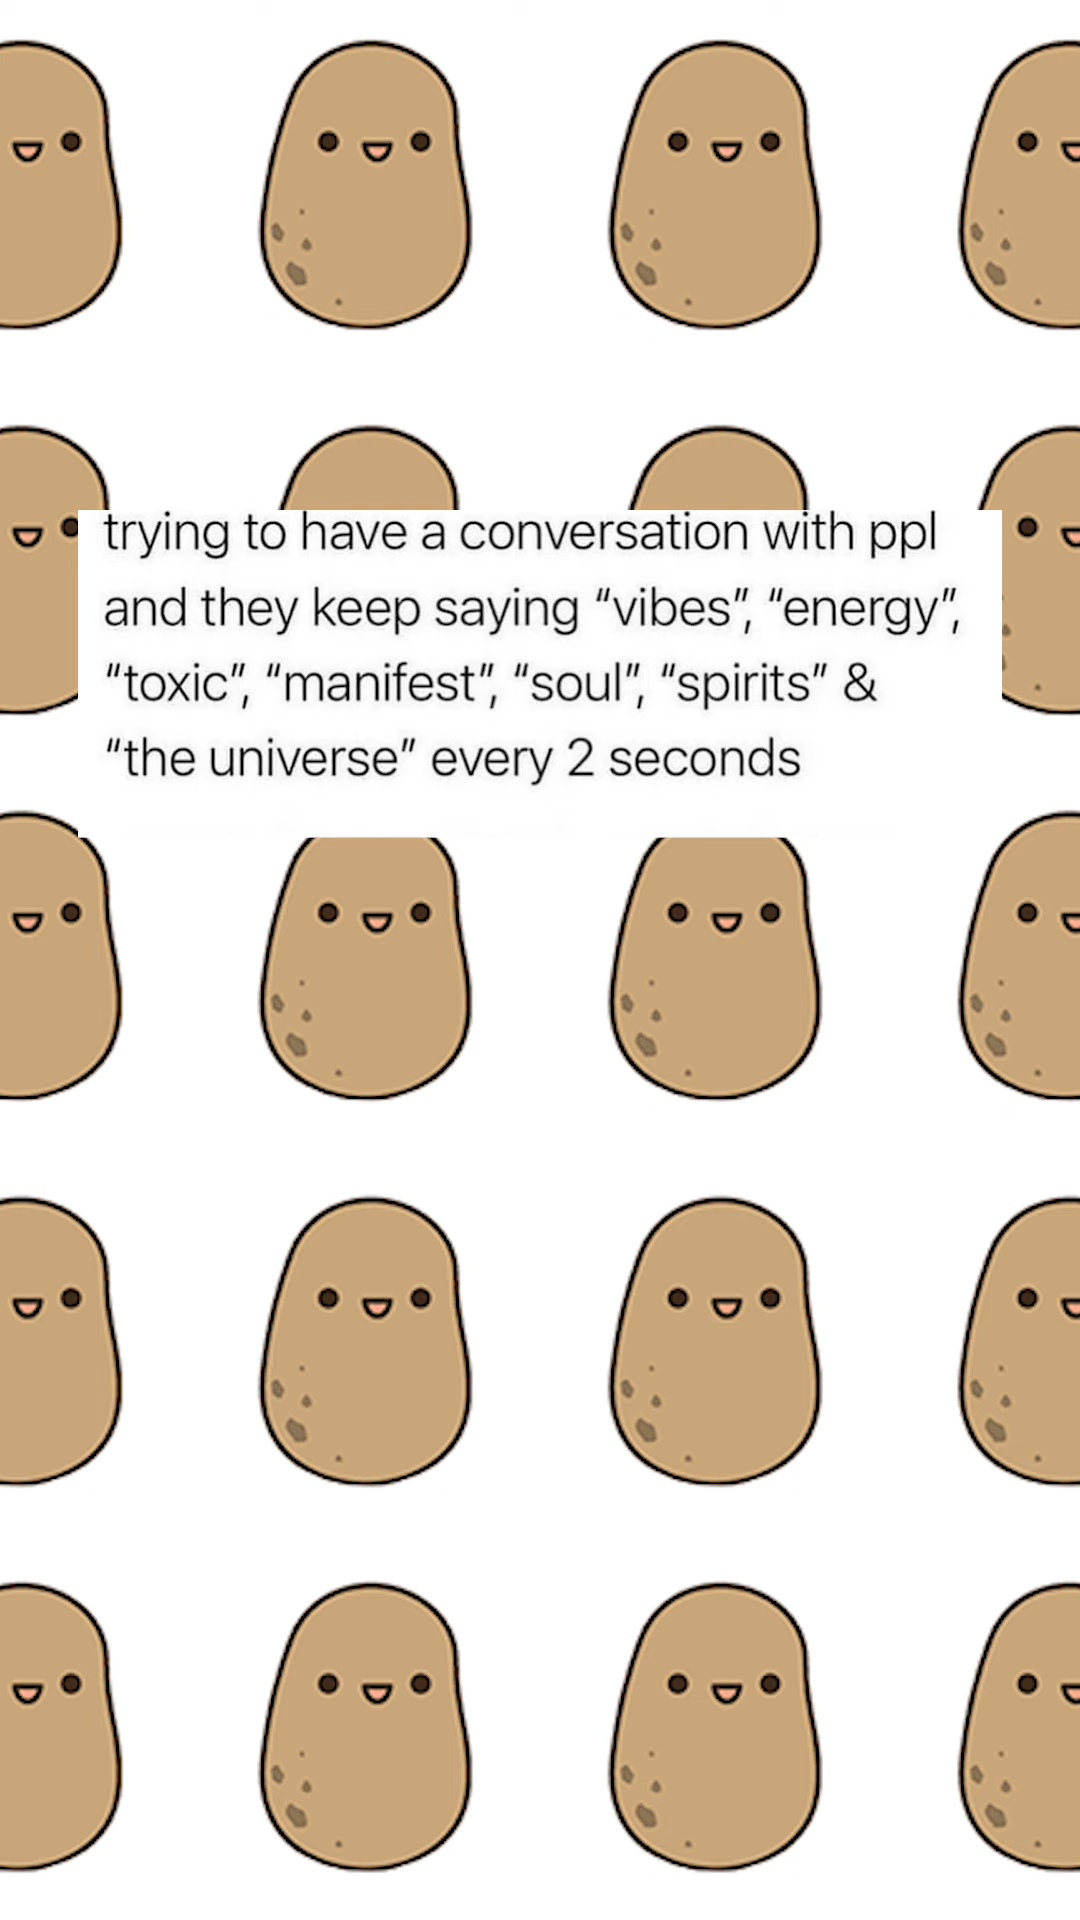 trying to have a conversation with ppl
and they keep saying “vibes”, “energy”,
“toxic”, “manifest”, “soul”, “spirits” &
“the universe” every 2 seconds